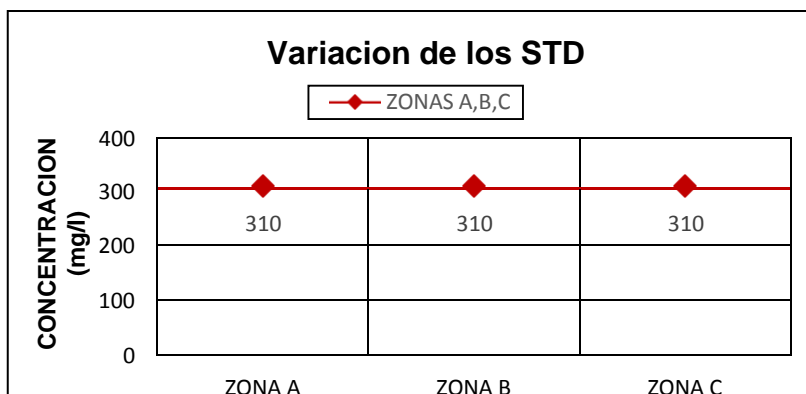 Variacion de los STD
ZONAS A,B,C
CONCENTRACION
(mg/l)
400
300
200
100
0
310 310 310
ZONA A ZONA B ZONA C